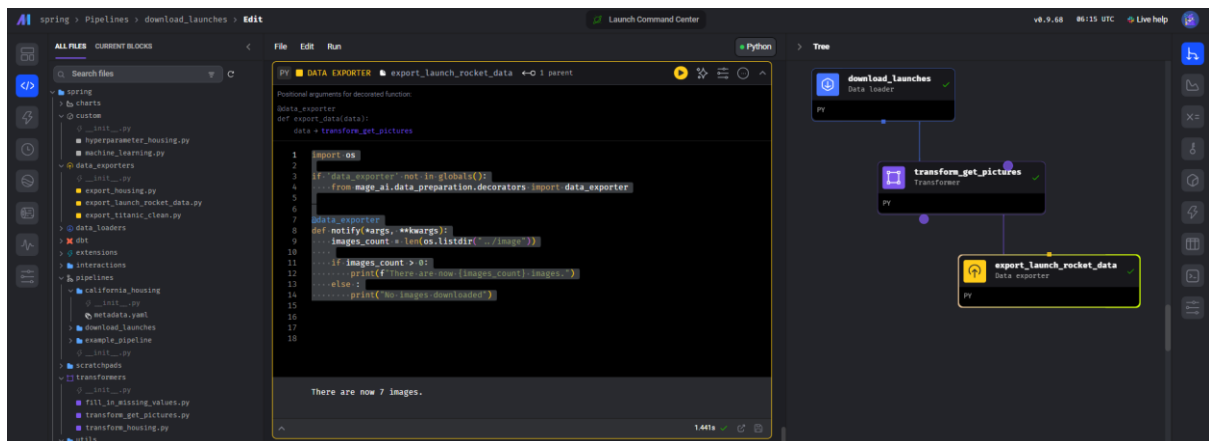 spring > Pipelines > download_launches > Edit
Launch Command Center
v0.9.68 06:15 UTC Live help
ALL FILES CURRENT BLOCKS
Search files
spring
charts
custom
__init__.py
hyperparameter_housing.py
machine_learning.py
data_exporters
__init__.py
export_housing.py
export_launch_rocket_data.py
export_titanic_clean.py
data_loaders
dbt
extensions
interactions
pipelines
california_housing
__init__.py
metadata.yaml
download_launches
example_pipeline
__init__.py
scratchpads
transformers
__init__.py
fill_in_missing_values.py
transform_get_pictures.py
transform_housing.py
utils
File Edit Run
Python
PY DATA EXPORTER export_launch_rocket_data 1 parent
Positional arguments for decorated function:
@data_exporter
def export_data(data):
data = transform_get_pictures
1 import os
2
3 if 'data_exporter' not in globals():
4 from mage_ai.data_preparation.decorators import data_exporter
5
6
7 @data_exporter
8 def notify(*args, **kwargs):
9 images_count = len(os.listdir("../image"))
10
11 if images_count > 0:
12 print(f"There are now {images_count} images.")
13 else :
14 print("No images downloaded")
15
16
17
18
There are now 7 images.
1.441s
Tree
download_launches
Data loader
PY
transform_get_pictures
Transformer
PY
export_launch_rocket_data
Data exporter
PY